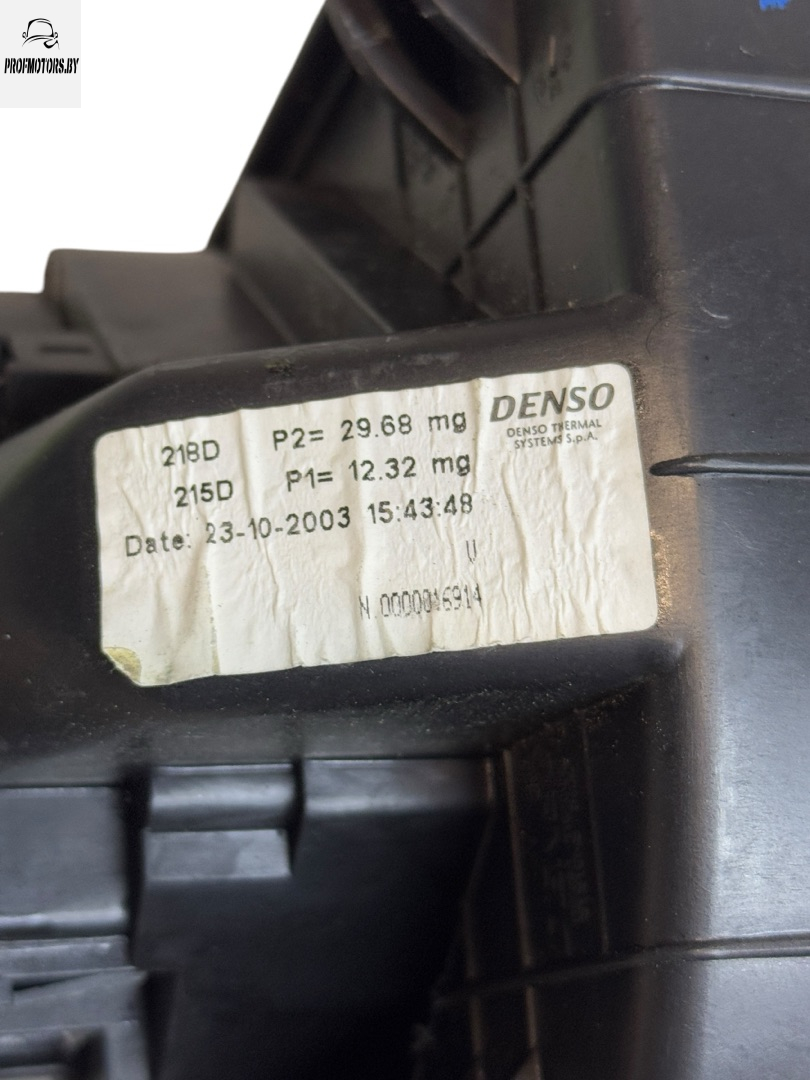 PROFMOTORS.BY
DENSO
DENSO THERMAL
SYSTEMS S.p.A.
218D P2= 29.68 mg
215D P1= 12.32 mg
Date: 23-10-2003 15:43:48
U
N.0000016914